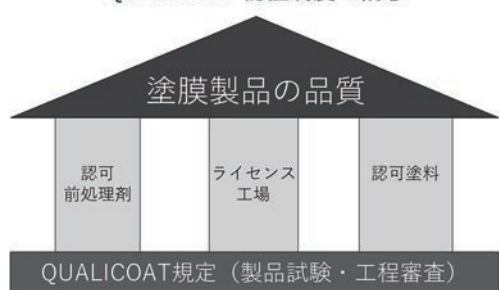 塗膜製品の品質
認可
前処理剤
ライセンス
工場
認可塗料
QUALICOAT規定（製品試験・工程審査）